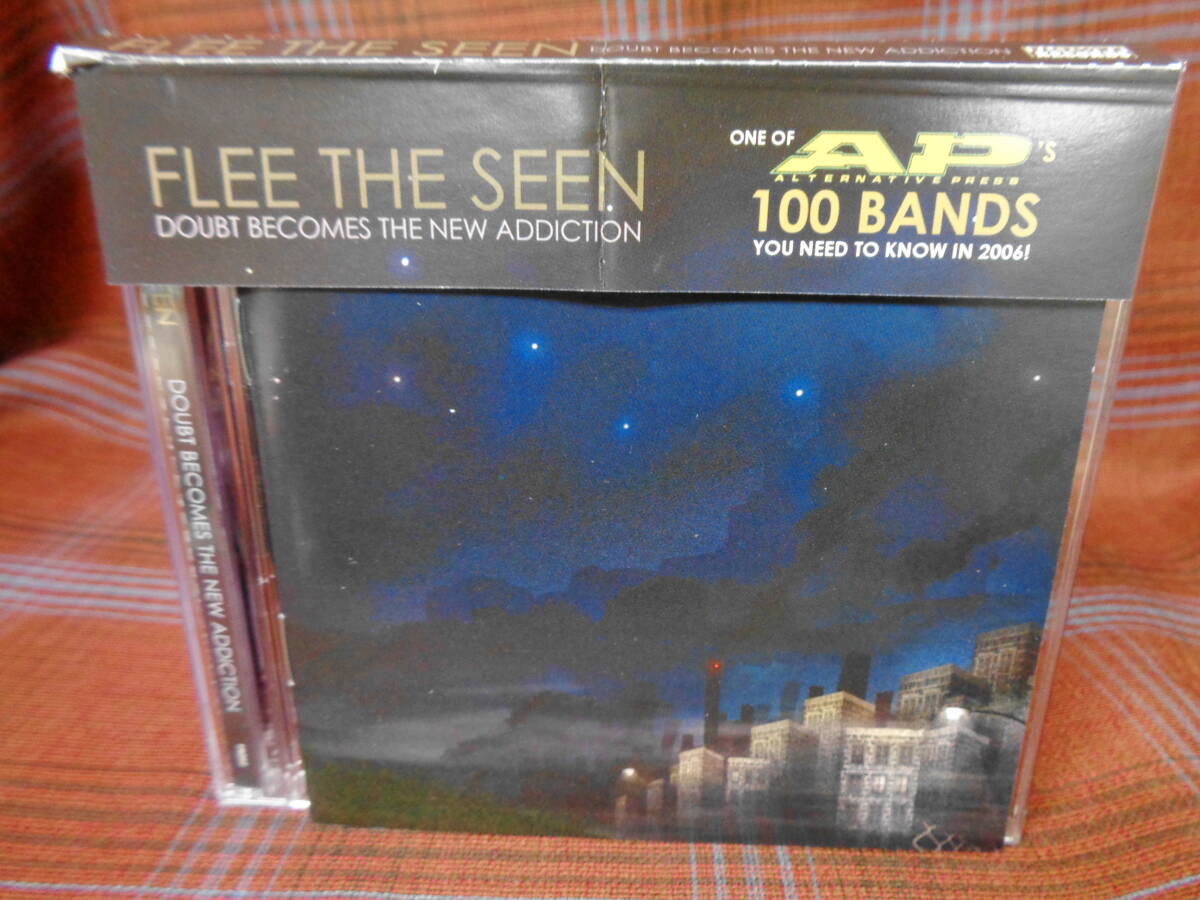 FLEE THE SEEN DOUBT BECOMES THE NEW ADDICTION
FLEE THE SEEN
DOUBT BECOMES THE NEW ADDICTION
ONE OF AP'S
ALTERNATIVE PRESS
100 BANDS
YOU NEED TO KNOW IN 2006!
DOUBT BECOMES THE NEW ADDICTION